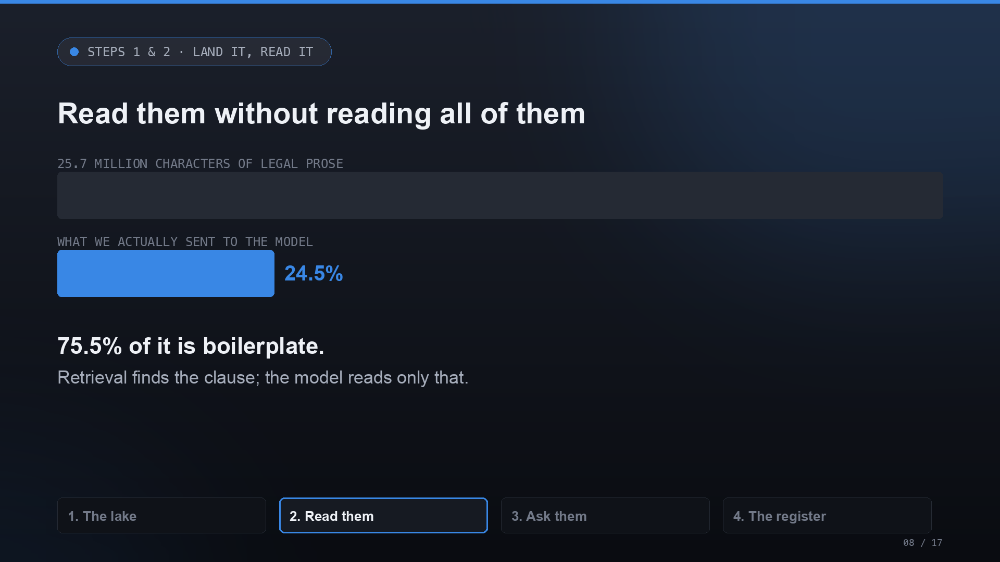 STEPS 1 & 2 · LAND IT, READ IT
Read them without reading all of them
25.7 MILLION CHARACTERS OF LEGAL PROSE
WHAT WE ACTUALLY SENT TO THE MODEL
24.5%
75.5% of it is boilerplate.
Retrieval finds the clause; the model reads only that.
1. The lake
2. Read them
3. Ask them
4. The register
08 / 17